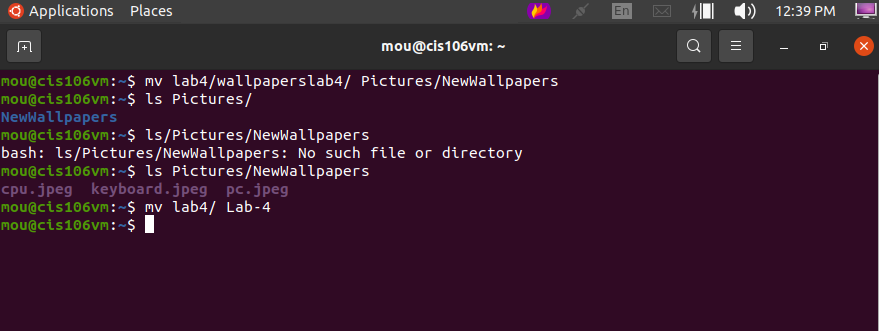 Applications Places En 12:39 PM
mou@cis106vm: ~
mou@cis106vm:~$ mv lab4/wallpaperslab4/ Pictures/NewWallpapers
mou@cis106vm:~$ ls Pictures/
NewWallpapers
mou@cis106vm:~$ ls/Pictures/NewWallpapers
bash: ls/Pictures/NewWallpapers: No such file or directory
mou@cis106vm:~$ ls Pictures/NewWallpapers
cpu.jpeg keyboard.jpeg pc.jpeg
mou@cis106vm:~$ mv lab4/ Lab-4
mou@cis106vm:~$